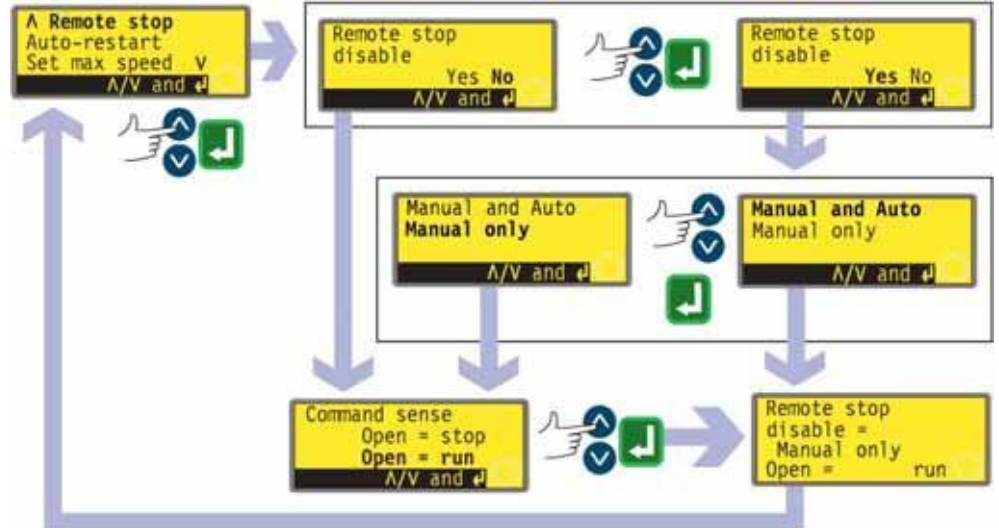 Λ Remote stop
Auto-restart
Set max speed V
Λ/V and ↵
Remote stop
disable
Yes No
Λ/V and ↵
Remote stop
disable
Yes No
Λ/V and ↵
Manual and Auto
Manual only
Λ/V and ↵
Manual and Auto
Manual only
Λ/V and ↵
Command sense
Open = stop
Open = run
Λ/V and ↵
Remote stop
disable =
Manual only
Open = run